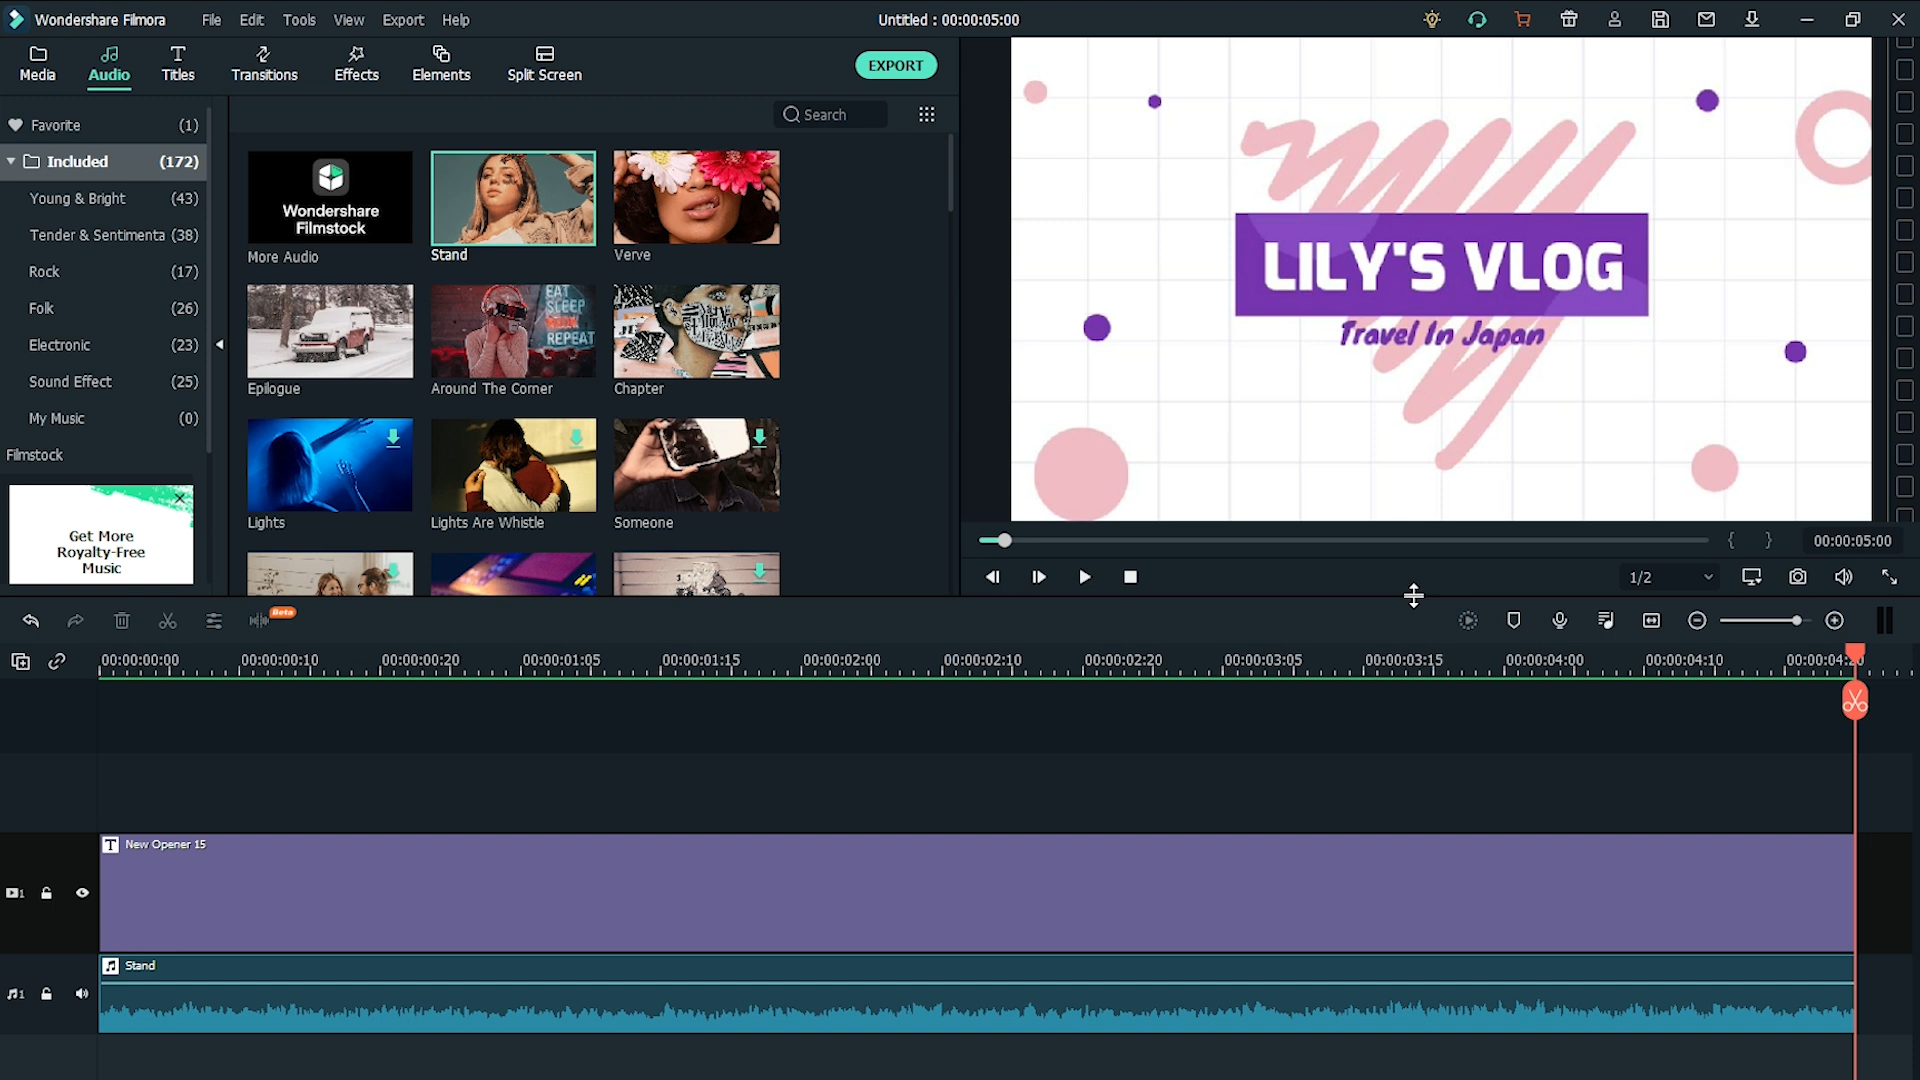 Wondershare Filmora File Edit Tools View Export Help Untitled : 00:00:05:00
Media Audio Titles Transitions Effects Elements Split Screen EXPORT
Search
Favorite (1)
Included (172)
Young & Bright (43)
Tender & Sentimenta (38)
Rock (17)
Folk (26)
Electronic (23)
Sound Effect (25)
My Music (0)
Filmstock
Get More
Royalty-Free
Music
Wondershare
Filmstock
More Audio Stand Verve
EAT
SLEEP
REPEAT
Epilogue Around The Corner Chapter
Lights Lights Are Whistle Someone
LILY'S VLOG
Travel In Japan
{ } 00:00:05:00
1/2
Beta
00:00:00:00 00:00:00:10 00:00:00:20 00:00:01:05 00:00:01:15 00:00:02:00 00:00:02:10 00:00:02:20 00:00:03:05 00:00:03:15 00:00:04:00 00:00:04:10 00:00:04:20
T New Opener 15
1
Stand
1